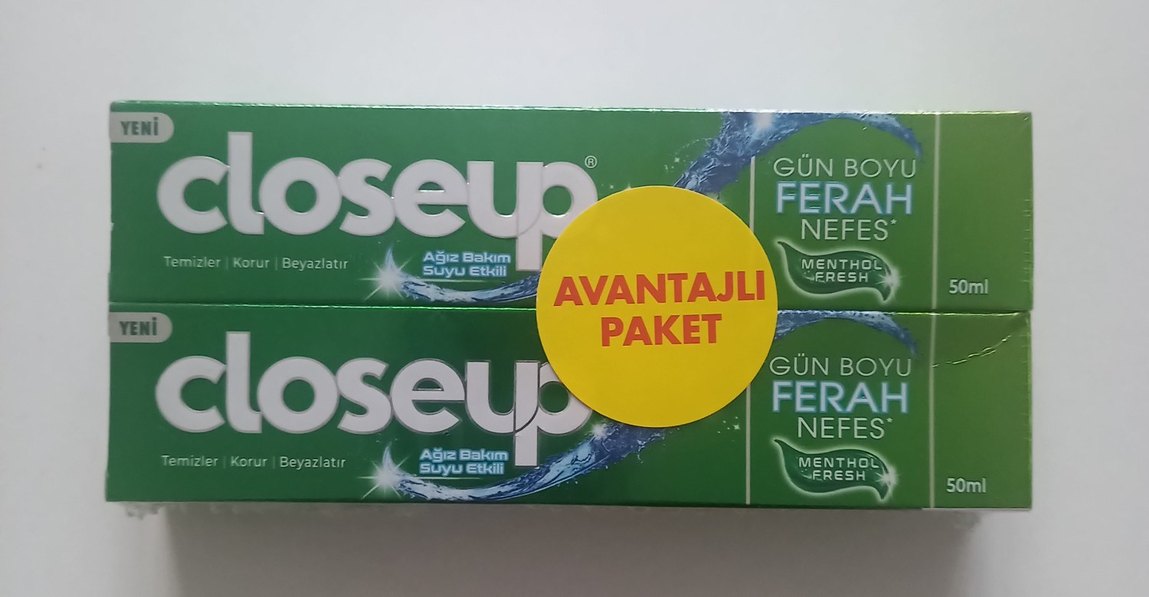 YENİ
closeup®
Temizler | Korur | Beyazlatır
Ağız Bakım
Suyu Etkili
GÜN BOYU
FERAH
NEFES*
MENTHOL
FRESH
50ml
AVANTAJLI
PAKET
YENİ
closeup
Temizler | Korur | Beyazlatır
Ağız Bakım
Suyu Etkili
GÜN BOYU
FERAH
NEFES*
MENTHOL
FRESH
50ml